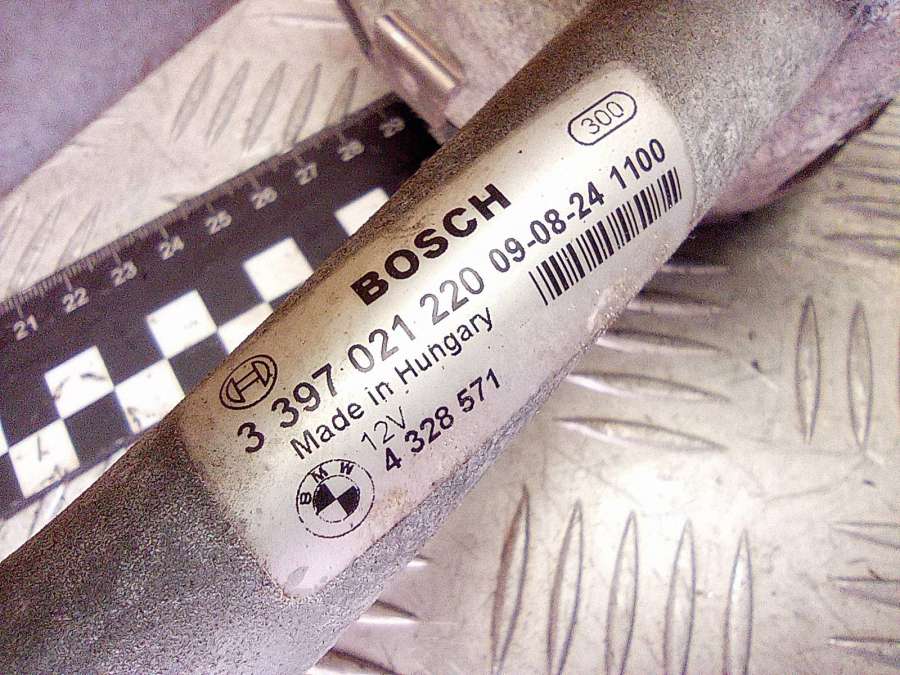 300
BOSCH
3 397 021 220 09-08-24 1100
Made in Hungary
12V
4 328 571
BMW
21 22 23 24 25 26 27 28 29